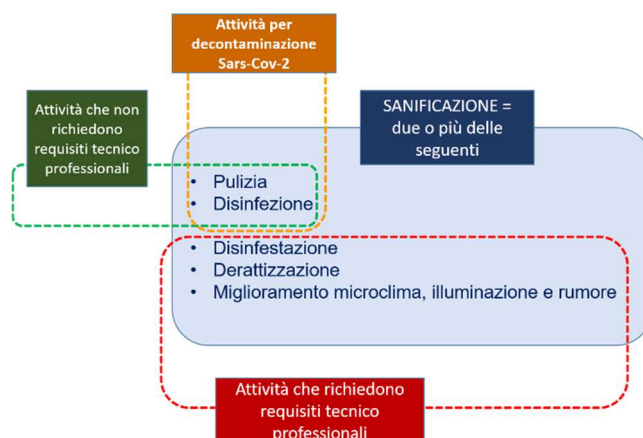 Attività per
decontaminazione
Sars-Cov-2
Attività che non
richiedono
requisiti tecnico
professionali
SANIFICAZIONE =
due o più delle
seguenti
• Pulizia
• Disinfezione
• Disinfestazione
• Derattizzazione
• Miglioramento microclima, illuminazione e rumore
Attività che richiedono
requisiti tecnico
professionali